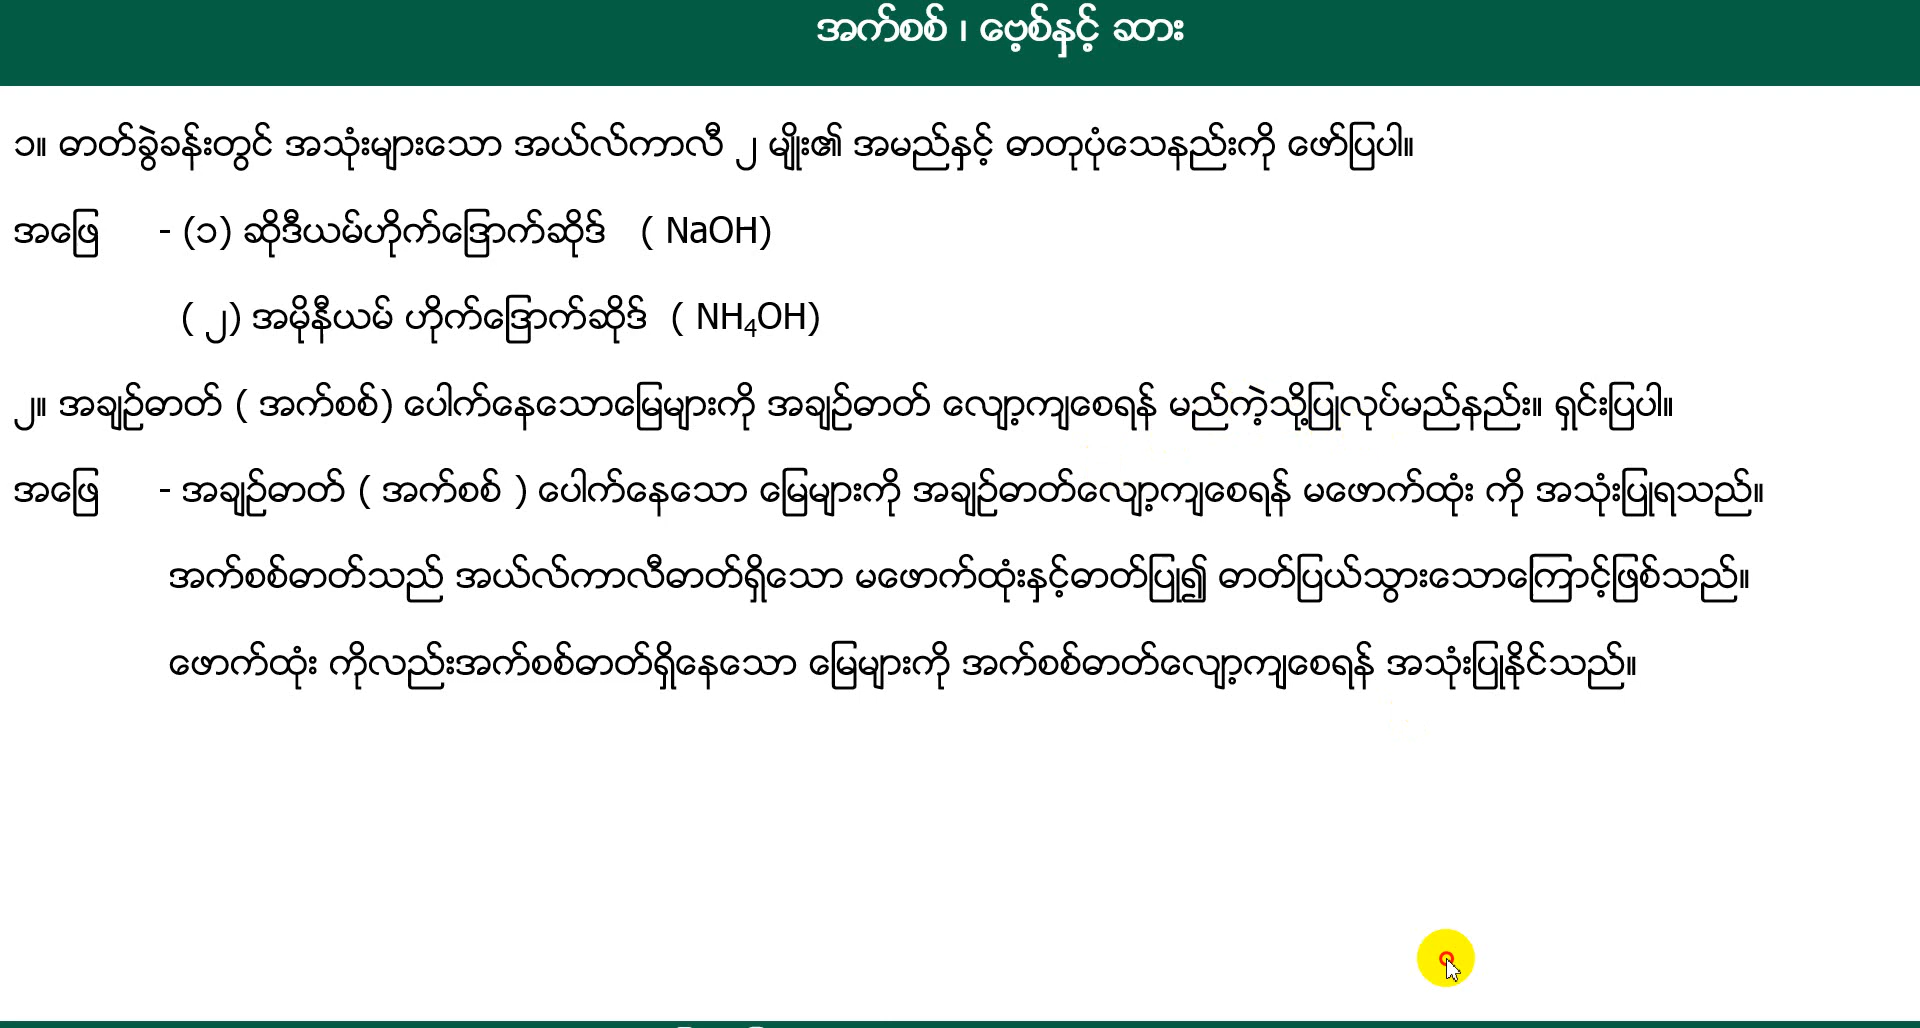 အက်စစ် ၊ ဗေ့စ်နှင့် ဆား
၁။ ဓာတ်ခွဲခန်းတွင် အသုံးများသော အယ်လ်ကာလီ ၂ မျိုး၏ အမည်နှင့် ဓာတုပုံသေနည်းကို ဖော်ပြပါ။
အဖြေ - (၁) ဆိုဒီယမ်ဟိုက်ဒြောက်ဆိုဒ် ( NaOH)
( ၂) အမိုနီယမ် ဟိုက်ဒြောက်ဆိုဒ် ( NH₄OH)
၂။ အချဉ်ဓာတ် ( အက်စစ်) ပေါက်နေသောမြေများကို အချဉ်ဓာတ် လျော့ကျစေရန် မည်ကဲ့သို့ပြုလုပ်မည်နည်း။ ရှင်းပြပါ။
အဖြေ - အချဉ်ဓာတ် ( အက်စစ် ) ပေါက်နေသော မြေများကို အချဉ်ဓာတ်လျော့ကျစေရန် မဖောက်ထုံး ကို အသုံးပြုရသည်။
အက်စစ်ဓာတ်သည် အယ်လ်ကာလီဓာတ်ရှိသော မဖောက်ထုံးနှင့်ဓာတ်ပြု၍ ဓာတ်ပြယ်သွားသောကြောင့်ဖြစ်သည်။
ဖောက်ထုံး ကိုလည်းအက်စစ်ဓာတ်ရှိနေသော မြေများကို အက်စစ်ဓာတ်လျော့ကျစေရန် အသုံးပြုနိုင်သည်။